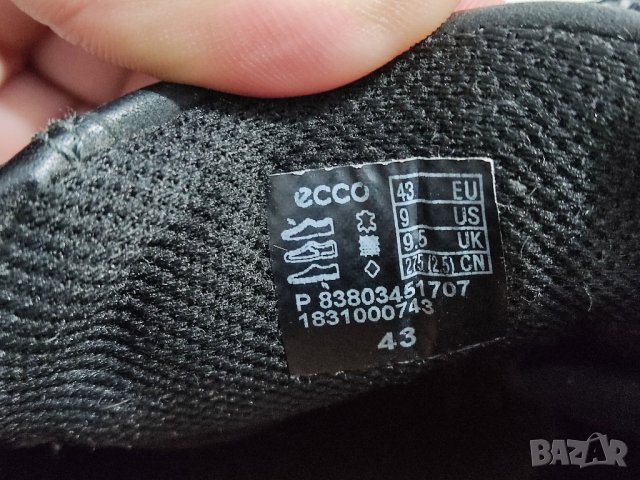 ecco
43 EU
9 US
9.5 UK
275 (2.5) CN
P 83803451707
1831000743
43
BAZAR